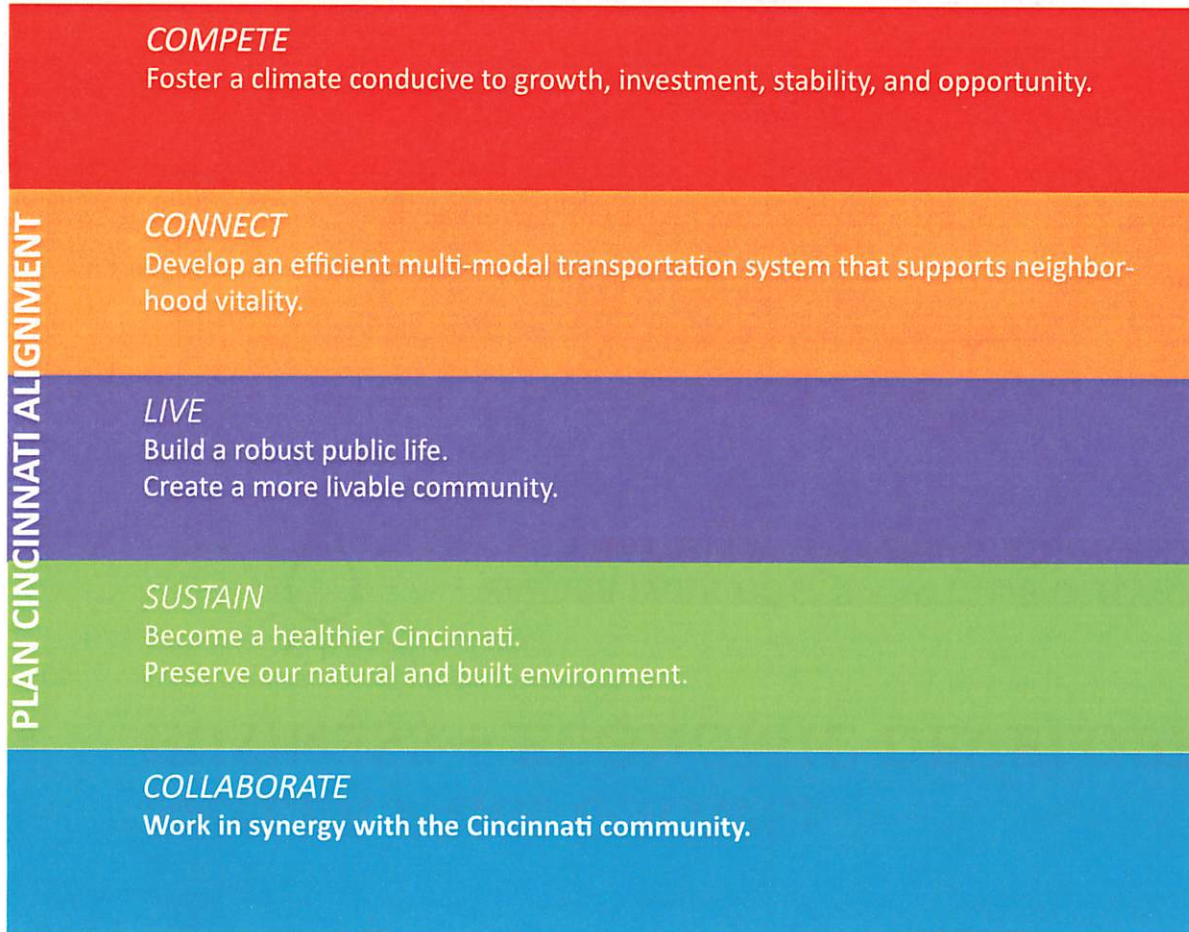 PLAN CINCINNATI ALIGNMENT
COMPETE
Foster a climate conducive to growth, investment, stability, and opportunity.
CONNECT
Develop an efficient multi-modal transportation system that supports neighbor-
hood vitality.
LIVE
Build a robust public life.
Create a more livable community.
SUSTAIN
Become a healthier Cincinnati.
Preserve our natural and built environment.
COLLABORATE
Work in synergy with the Cincinnati community.